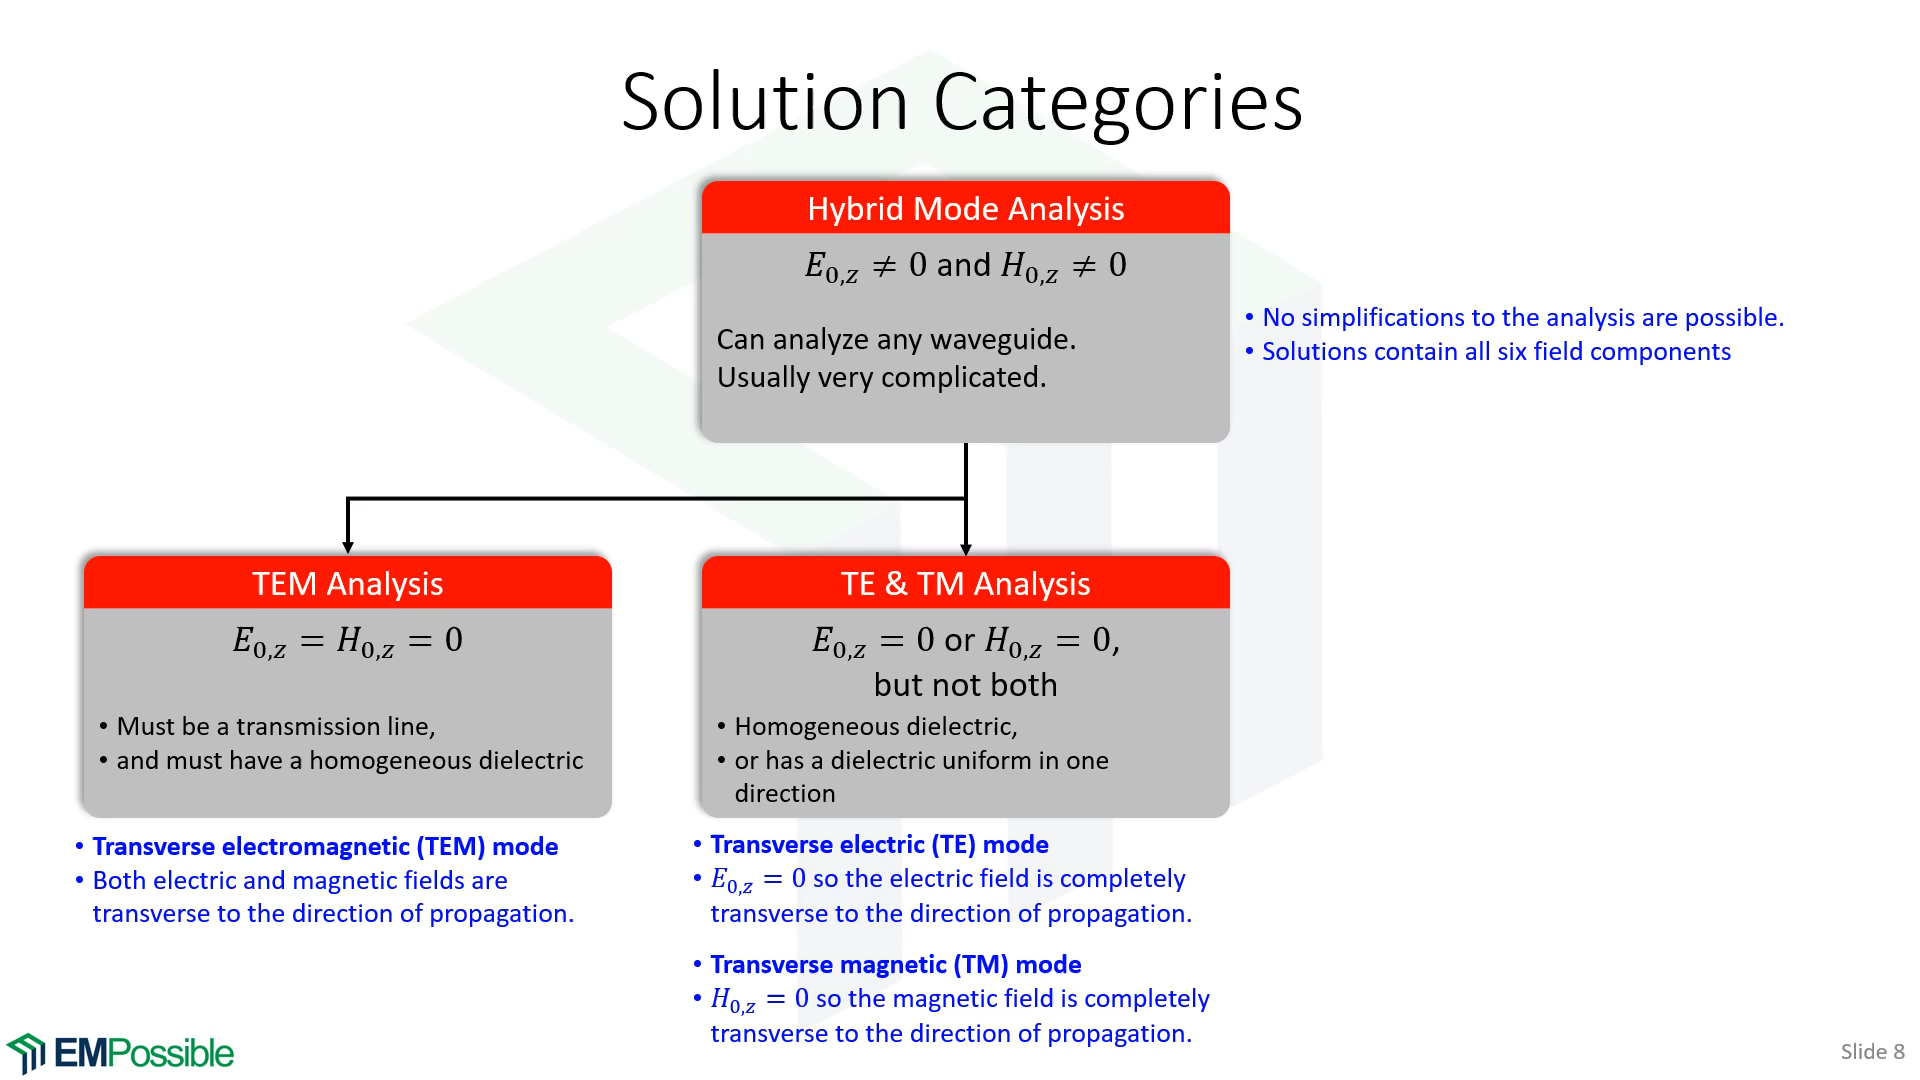 Solution Categories
Hybrid Mode Analysis
E₀,z ≠ 0 and H₀,z ≠ 0
Can analyze any waveguide.
Usually very complicated.
• No simplifications to the analysis are possible.
• Solutions contain all six field components
TEM Analysis
E₀,z = H₀,z = 0
• Must be a transmission line,
• and must have a homogeneous dielectric
• Transverse electromagnetic (TEM) mode
• Both electric and magnetic fields are
transverse to the direction of propagation.
TE & TM Analysis
E₀,z = 0 or H₀,z = 0,
but not both
• Homogeneous dielectric,
• or has a dielectric uniform in one
direction
• Transverse electric (TE) mode
• E₀,z = 0 so the electric field is completely
transverse to the direction of propagation.
• Transverse magnetic (TM) mode
• H₀,z = 0 so the magnetic field is completely
transverse to the direction of propagation.
EMPossible
Slide 8